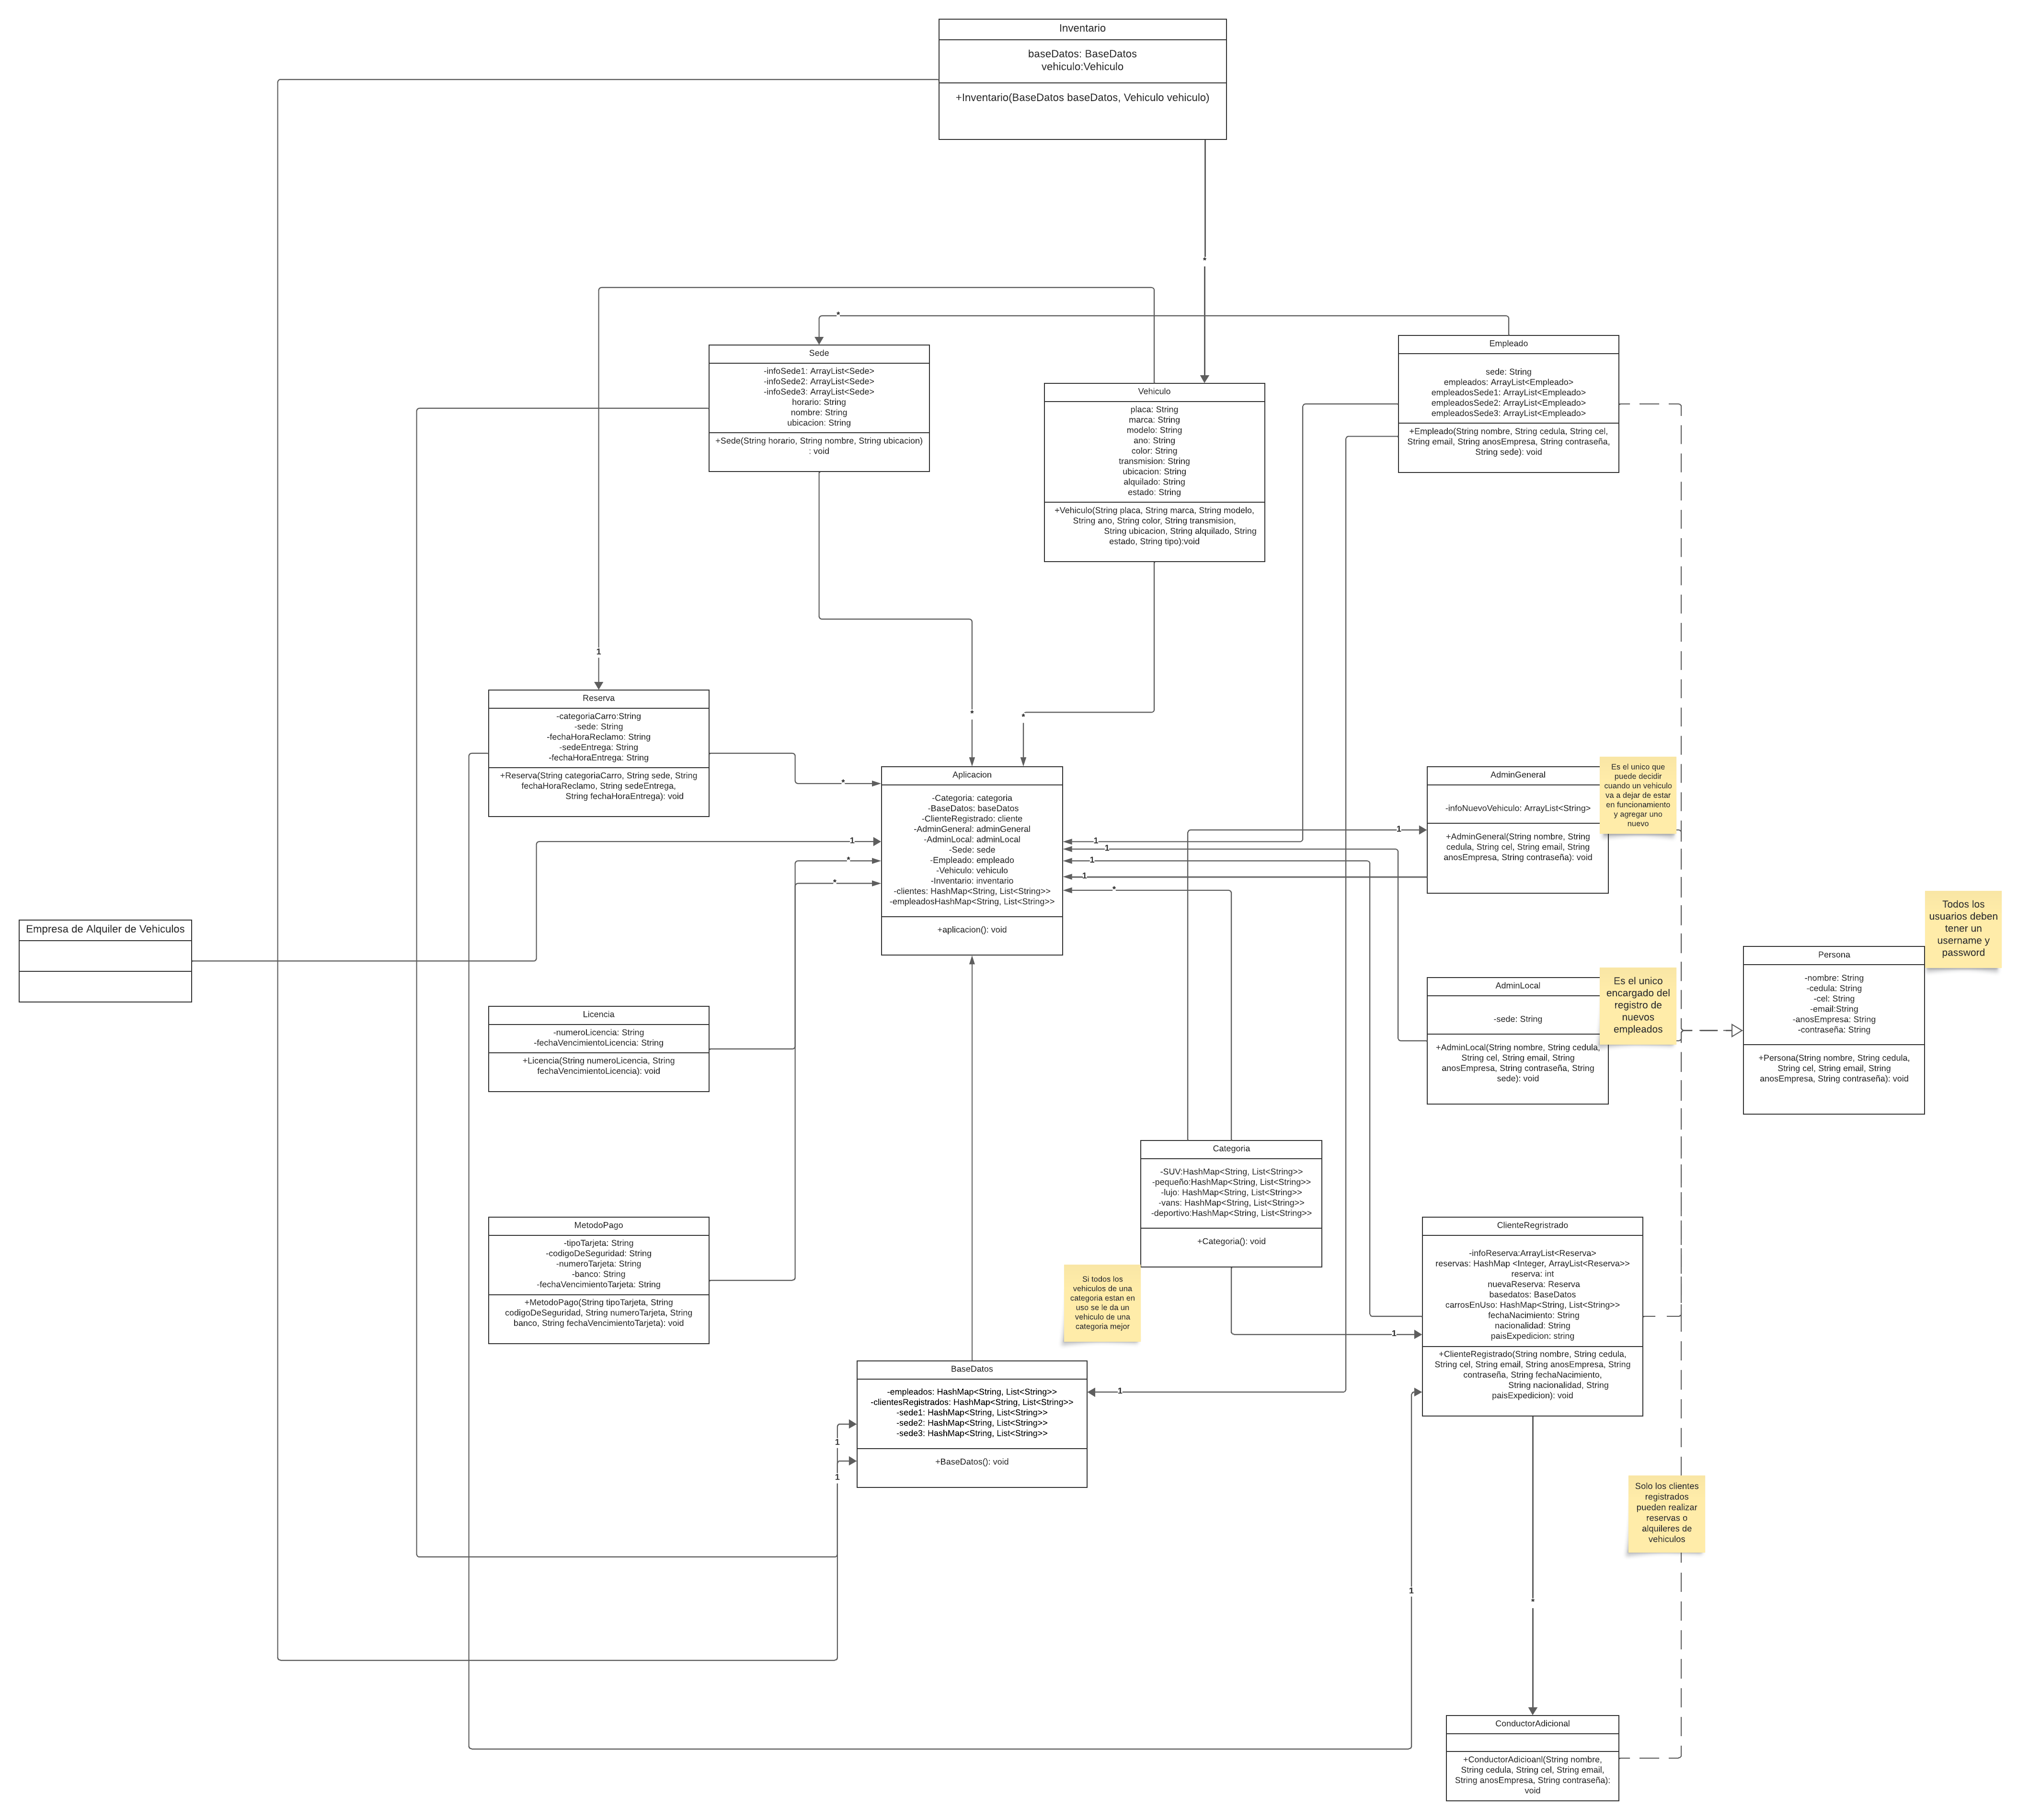 Inventario
baseDatos: BaseDatos
vehiculo:Vehiculo
+Inventario(BaseDatos baseDatos, Vehiculo vehiculo)
*
*
Sede
-infoSede1: ArrayList<Sede>
-infoSede2: ArrayList<Sede>
-infoSede3: ArrayList<Sede>
horario: String
nombre: String
ubicacion: String
+Sede(String horario, String nombre, String ubicacion)
: void
Vehiculo
placa: String
marca: String
modelo: String
ano: String
color: String
transmision: String
ubicacion: String
alquilado: String
estado: String
+Vehiculo(String placa, String marca, String modelo,
String ano, String color, String transmision,
String ubicacion, String alquilado, String
estado, String tipo):void
Empleado
sede: String
empleados: ArrayList<Empleado>
empleadosSede1: ArrayList<Empleado>
empleadosSede2: ArrayList<Empleado>
empleadosSede3: ArrayList<Empleado>
+Empleado(String nombre, String cedula, String cel,
String email, String anosEmpresa, String contraseña,
String sede): void
1
*
*
Reserva
-categoriaCarro:String
-sede: String
-fechaHoraReclamo: String
-sedeEntrega: String
-fechaHoraEntrega: String
+Reserva(String categoriaCarro, String sede, String
fechaHoraReclamo, String sedeEntrega,
String fechaHoraEntrega): void
*
1
*
*
Aplicacion
-Categoria: categoria
-BaseDatos: baseDatos
-ClienteRegistrado: cliente
-AdminGeneral: adminGeneral
-AdminLocal: adminLocal
-Sede: sede
-Empleado: empleado
-Vehiculo: vehiculo
-Inventario: inventario
-clientes: HashMap<String, List<String>>
-empleadosHashMap<String, List<String>>
+aplicacion(): void
1
1
1
1
*
1
AdminGeneral
-infoNuevoVehiculo: ArrayList<String>
+AdminGeneral(String nombre, String
cedula, String cel, String email, String
anosEmpresa, String contraseña): void
Es el unico que
puede decidir
cuando un vehiculo
va a dejar de estar
en funcionamiento
y agregar uno
nuevo
Empresa de Alquiler de Vehiculos
Todos los
usuarios deben
tener un
username y
password
Persona
-nombre: String
-cedula: String
-cel: String
-email:String
-anosEmpresa: String
-contraseña: String
+Persona(String nombre, String cedula,
String cel, String email, String
anosEmpresa, String contraseña): void
AdminLocal
-sede: String
+AdminLocal(String nombre, String cedula,
String cel, String email, String
anosEmpresa, String contraseña, String
sede): void
Es el unico
encargado del
registro de
nuevos
empleados
Licencia
-numeroLicencia: String
-fechaVencimientoLicencia: String
+Licencia(String numeroLicencia, String
fechaVencimientoLicencia): void
Categoria
-SUV:HashMap<String, List<String>>
-pequeño:HashMap<String, List<String>>
-lujo: HashMap<String, List<String>>
-vans: HashMap<String, List<String>>
-deportivo:HashMap<String, List<String>>
+Categoria(): void
MetodoPago
-tipoTarjeta: String
-codigoDeSeguridad: String
-numeroTarjeta: String
-banco: String
-fechaVencimientoTarjeta: String
+MetodoPago(String tipoTarjeta, String
codigoDeSeguridad, String numeroTarjeta, String
banco, String fechaVencimientoTarjeta): void
Si todos los
vehiculos de una
categoria estan en
uso se le da un
vehiculo de una
categoria mejor
1
ClienteRegristrado
-infoReserva:ArrayList<Reserva>
reservas: HashMap <Integer, ArrayList<Reserva>>
reserva: int
nuevaReserva: Reserva
basedatos: BaseDatos
carrosEnUso: HashMap<String, List<String>>
fechaNacimiento: String
nacionalidad: String
paisExpedicion: string
+ClienteRegistrado(String nombre, String cedula,
String cel, String email, String anosEmpresa, String
contraseña, String fechaNacimiento,
String nacionalidad, String
paisExpedicion): void
BaseDatos
-empleados: HashMap<String, List<String>>
-clientesRegistrados: HashMap<String, List<String>>
-sede1: HashMap<String, List<String>>
-sede2: HashMap<String, List<String>>
-sede3: HashMap<String, List<String>>
+BaseDatos(): void
1
1
1
Solo los clientes
registrados
pueden realizar
reservas o
alquileres de
vehiculos
1
*
ConductorAdicional
+ConductorAdicioanl(String nombre,
String cedula, String cel, String email,
String anosEmpresa, String contraseña):
void